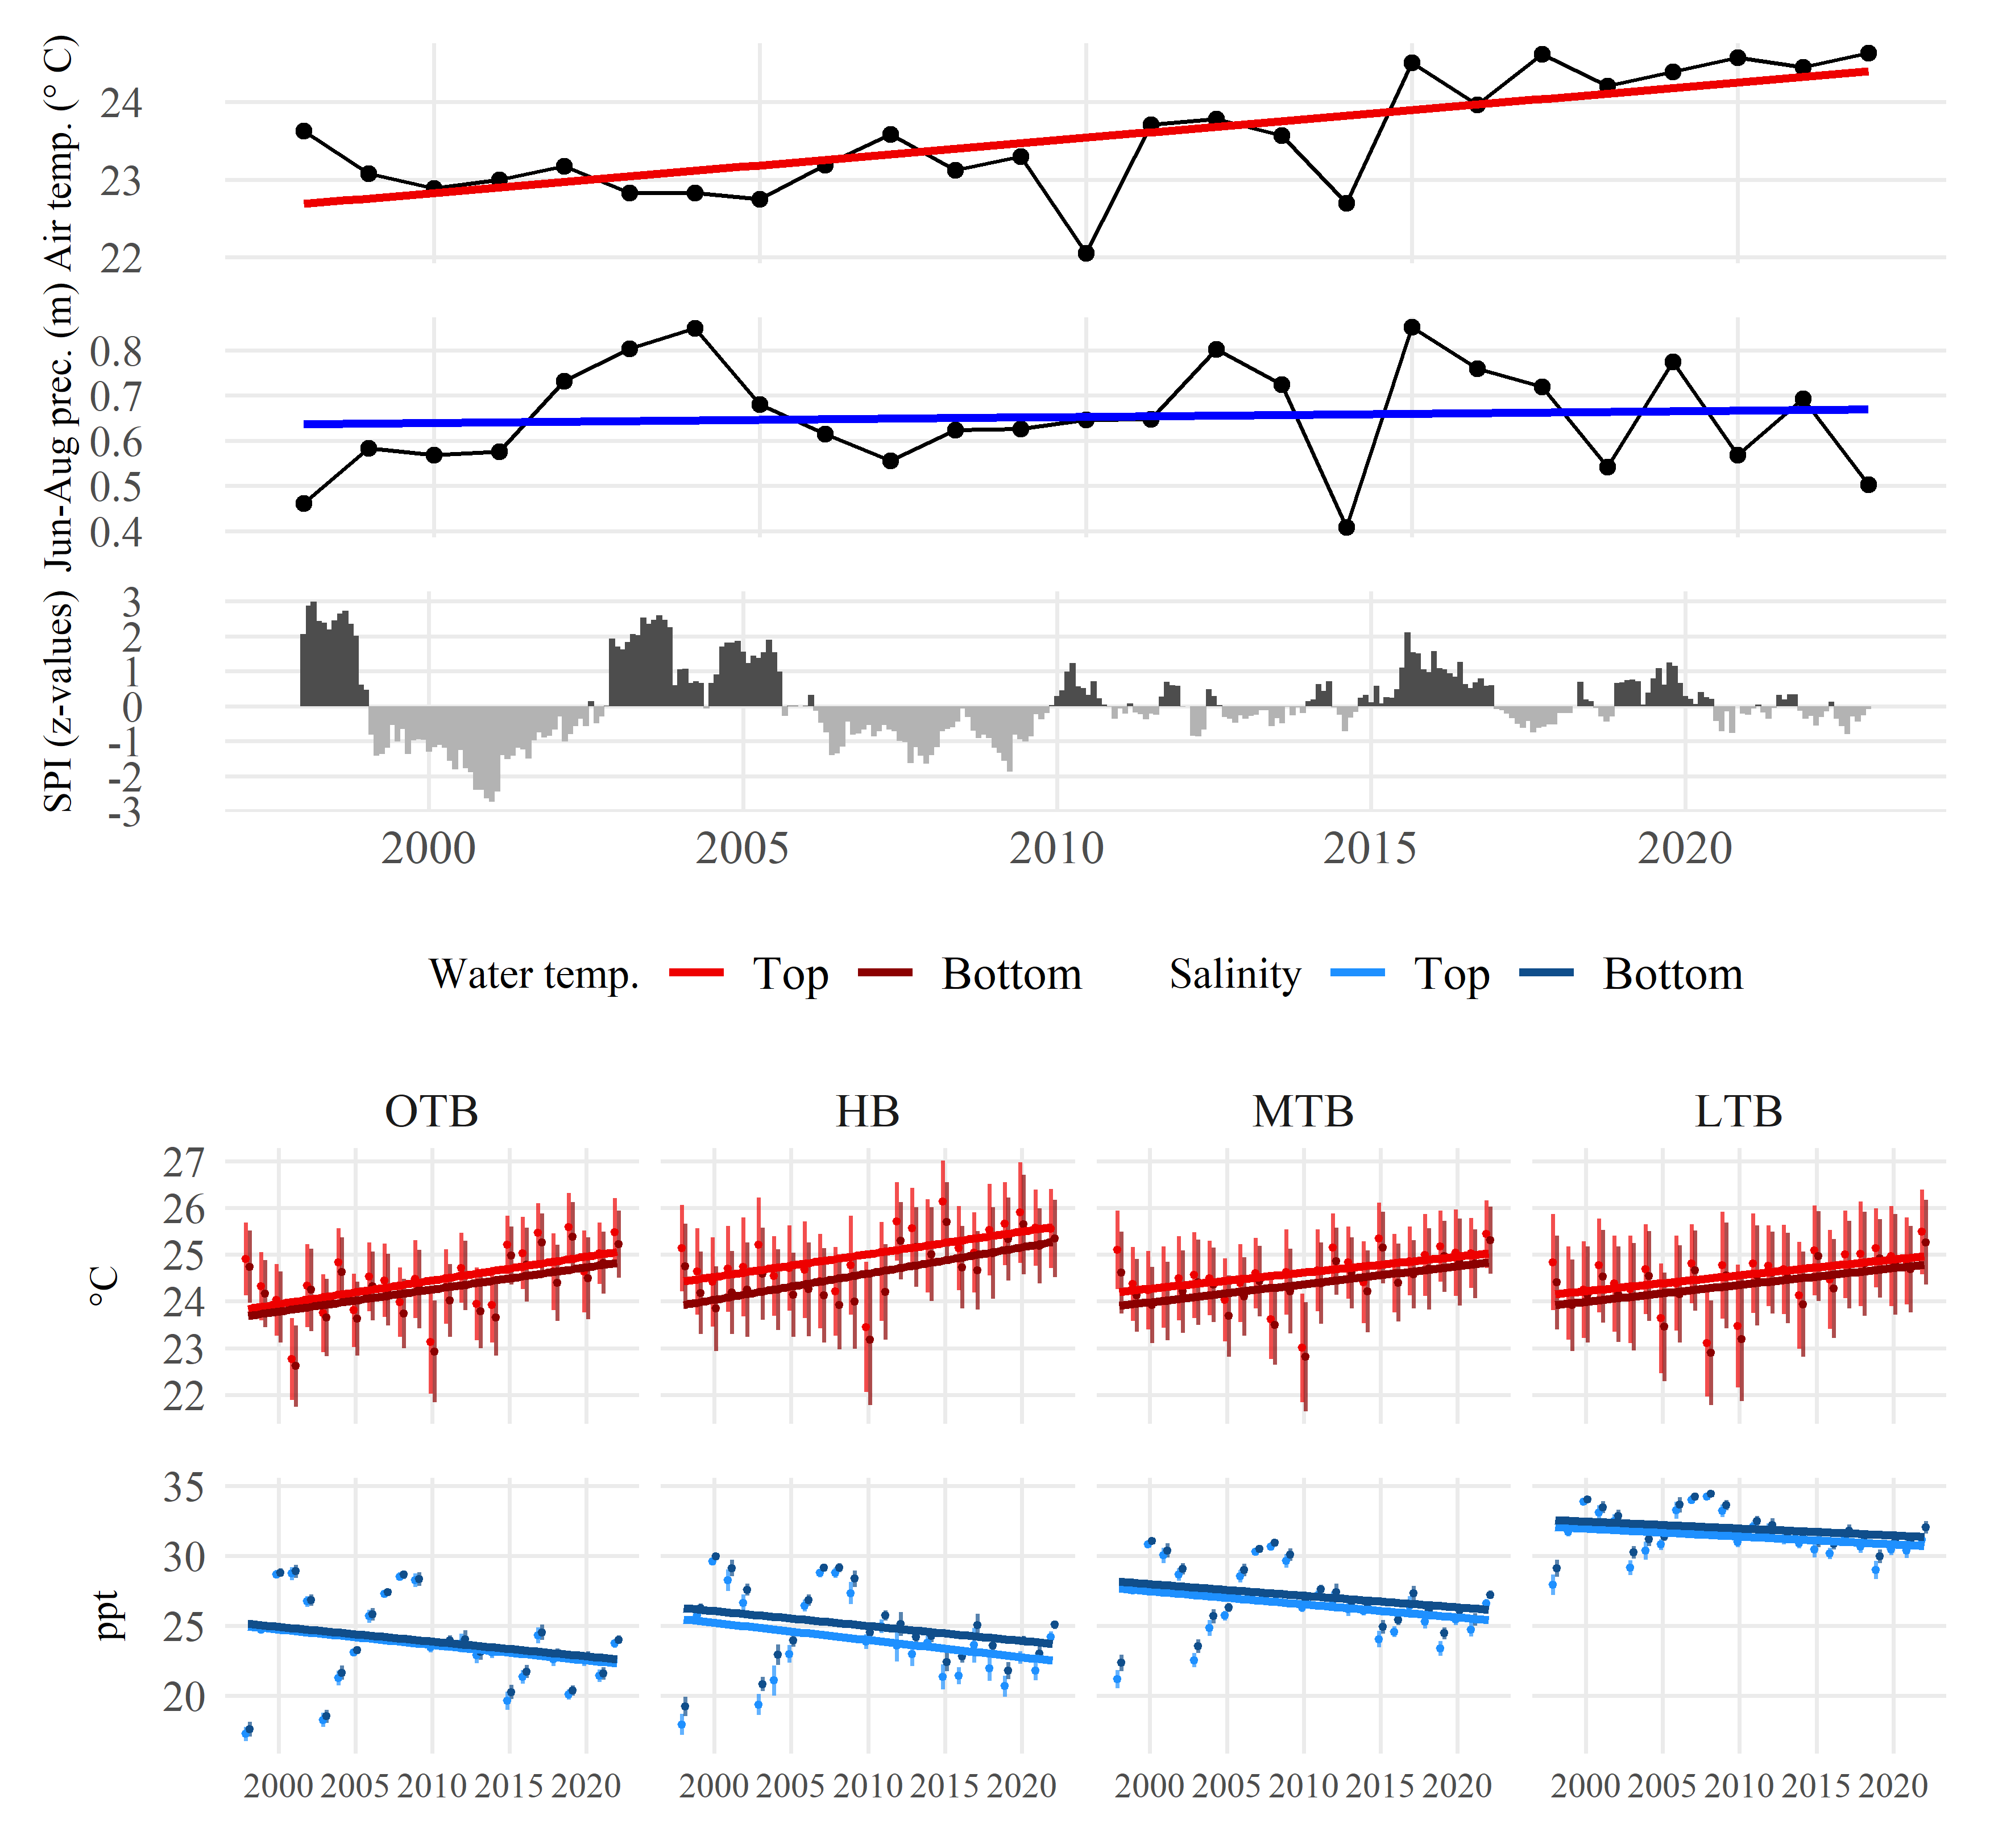 Air temp. (° C)
24
23
22
Jun-Aug prec. (m)
0.8
0.7
0.6
0.5
0.4
SPI (z-values)
3
2
1
0
-1
-2
-3
2000 2005 2010 2015 2020
Water temp. Top Bottom Salinity Top Bottom
OTB HB MTB LTB
°C
27
26
25
24
23
22
ppt
35
30
25
20
2000 2005 2010 2015 2020 2000 2005 2010 2015 2020 2000 2005 2010 2015 2020 2000 2005 2010 2015 2020